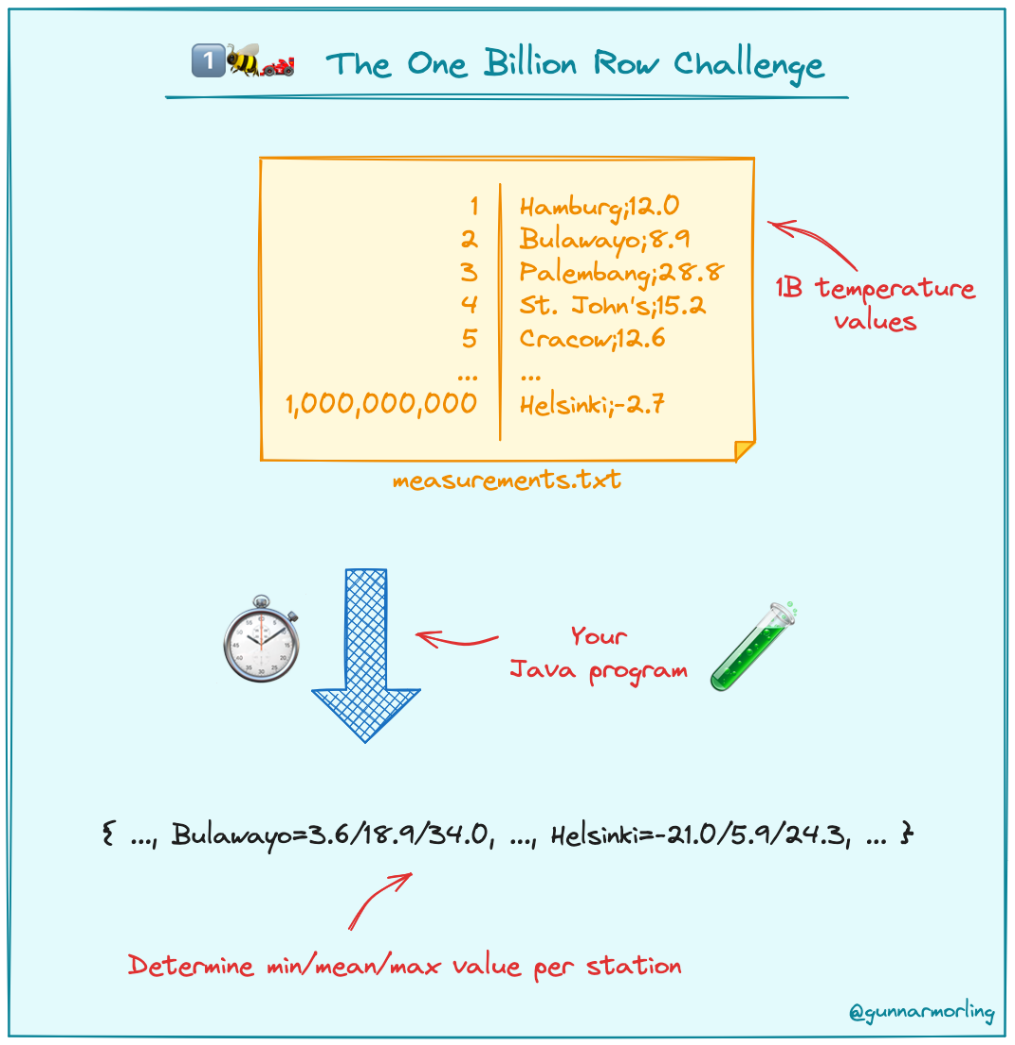 1 The One Billion Row Challenge
1 Hamburg;12.0
2 Bulawayo;8.9
3 Palembang;28.8
4 St. John's;15.2
5 Cracow;12.6
... ...
1,000,000,000 Helsinki;-2.7
measurements.txt
1B temperature
values
Your
Java program
{ ..., Bulawayo=3.6/18.9/34.0, ..., Helsinki=-21.0/5.9/24.3, ... }
Determine min/mean/max value per station
@gunnarmorling